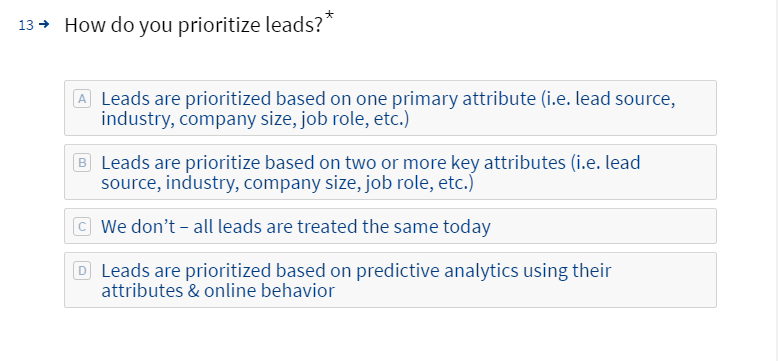 13 → How do you prioritize leads?*
A Leads are prioritized based on one primary attribute (i.e. lead source,
industry, company size, job role, etc.)
B Leads are prioritize based on two or more key attributes (i.e. lead
source, industry, company size, job role, etc.)
C We don’t – all leads are treated the same today
D Leads are prioritized based on predictive analytics using their
attributes & online behavior